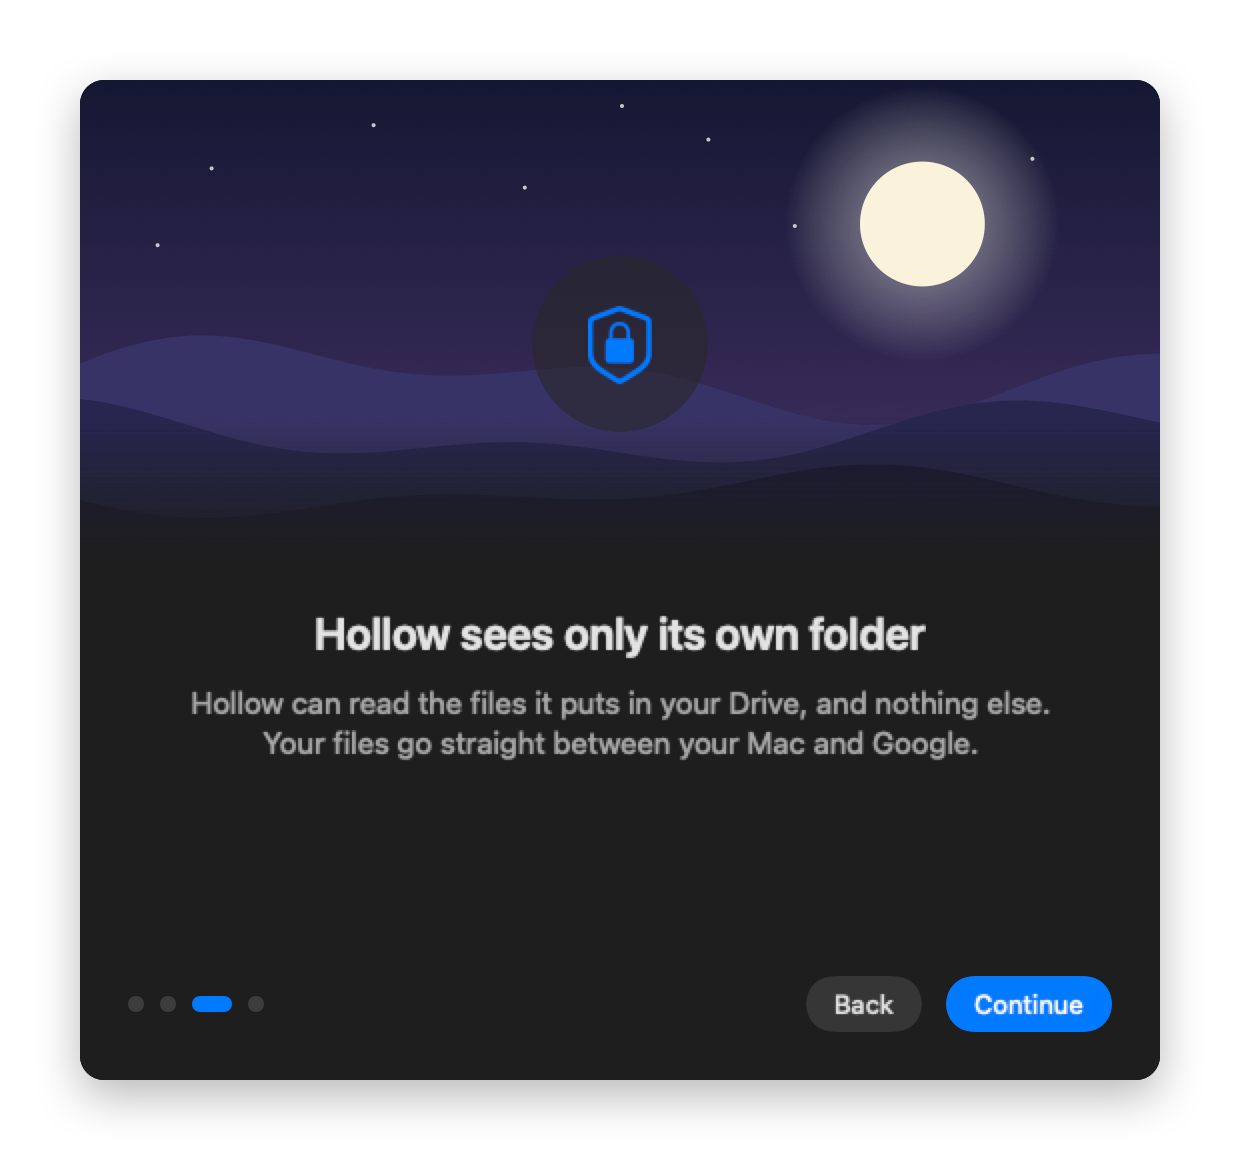 Hollow sees only its own folder
Hollow can read the files it puts in your Drive, and nothing else.
Your files go straight between your Mac and Google.
Back
Continue